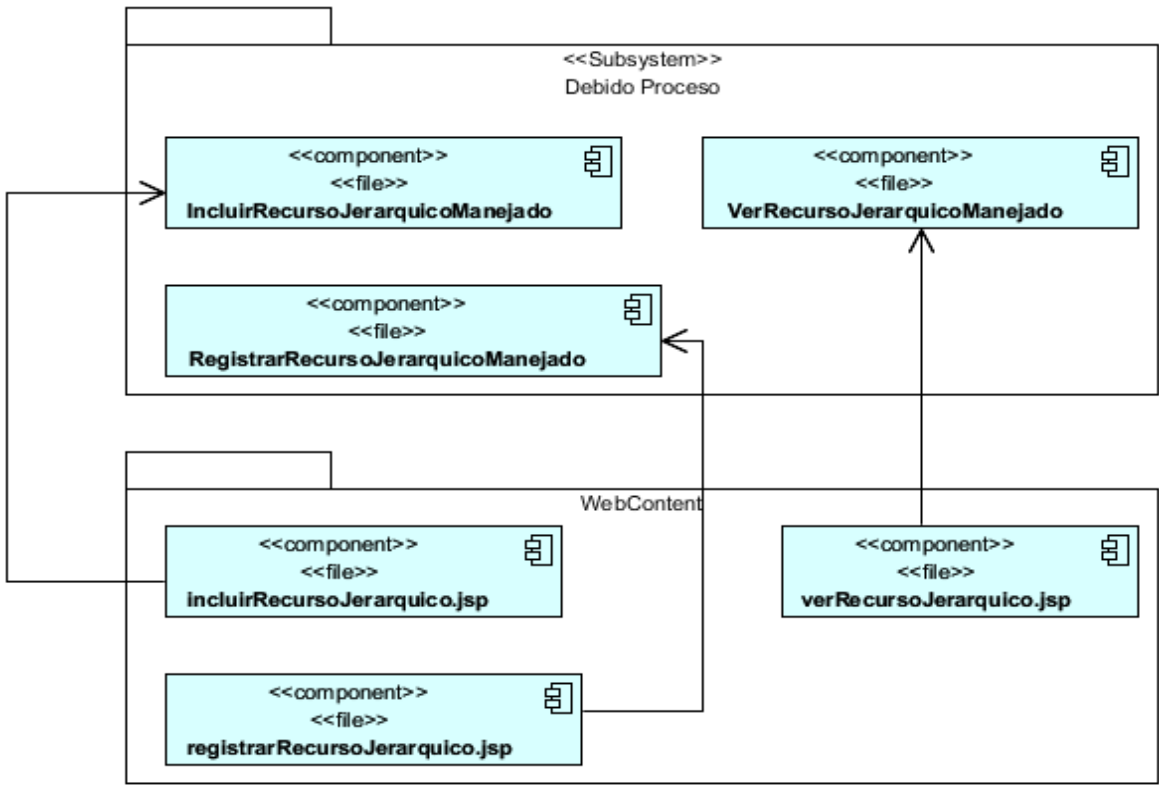 <<Subsystem>>
Debido Proceso
<<component>>
<<file>>
IncluirRecursoJerarquicoManejado
<<component>>
<<file>>
VerRecursoJerarquicoManejado
<<component>>
<<file>>
RegistrarRecursoJerarquicoManejado
WebContent
<<component>>
<<file>>
incluirRecursoJerarquico.jsp
<<component>>
<<file>>
verRecursoJerarquico.jsp
<<component>>
<<file>>
registrarRecursoJerarquico.jsp